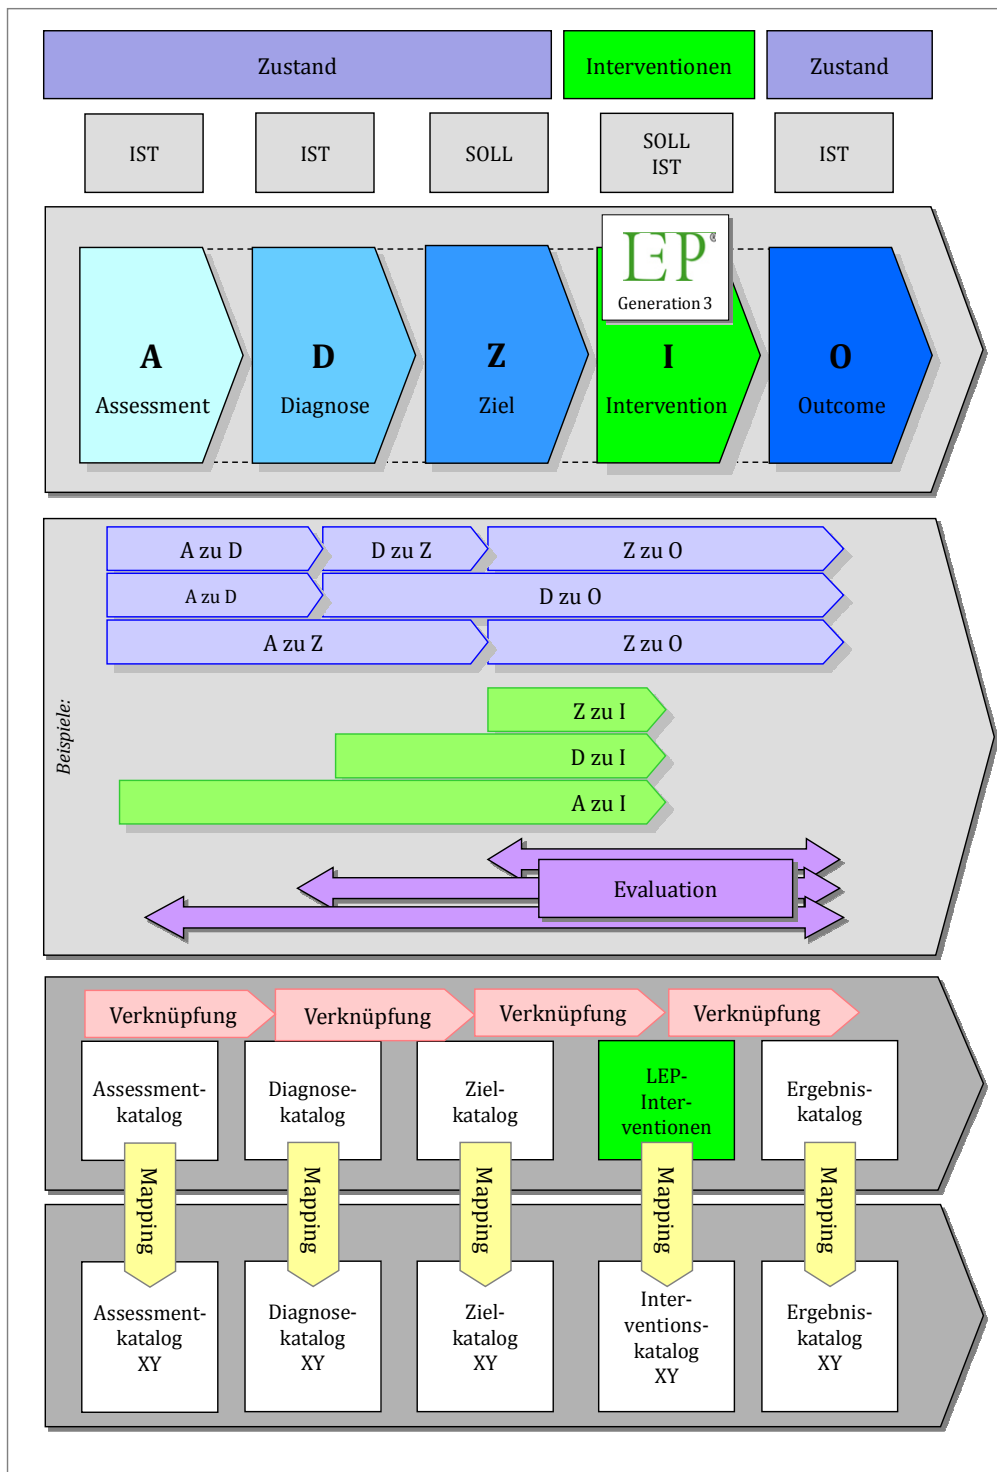 Zustand
Interventionen
Zustand
IST
IST
SOLL
SOLL
IST
IST
LEP®
Generation 3
A
Assessment
D
Diagnose
Z
Ziel
I
Intervention
O
Outcome
Beispiele:
A zu D
D zu Z
Z zu O
A zu D
D zu O
A zu Z
Z zu O
Z zu I
D zu I
A zu I
Evaluation
Verknüpfung
Verknüpfung
Verknüpfung
Verknüpfung
Assessment-
katalog
Diagnose-
katalog
Ziel-
katalog
LEP-
Inter-
ventionen
Ergebnis-
katalog
Mapping
Mapping
Mapping
Mapping
Mapping
Assessment-
katalog
XY
Diagnose-
katalog
XY
Ziel-
katalog
XY
Inter-
ventions-
katalog
XY
Ergebnis-
katalog
XY